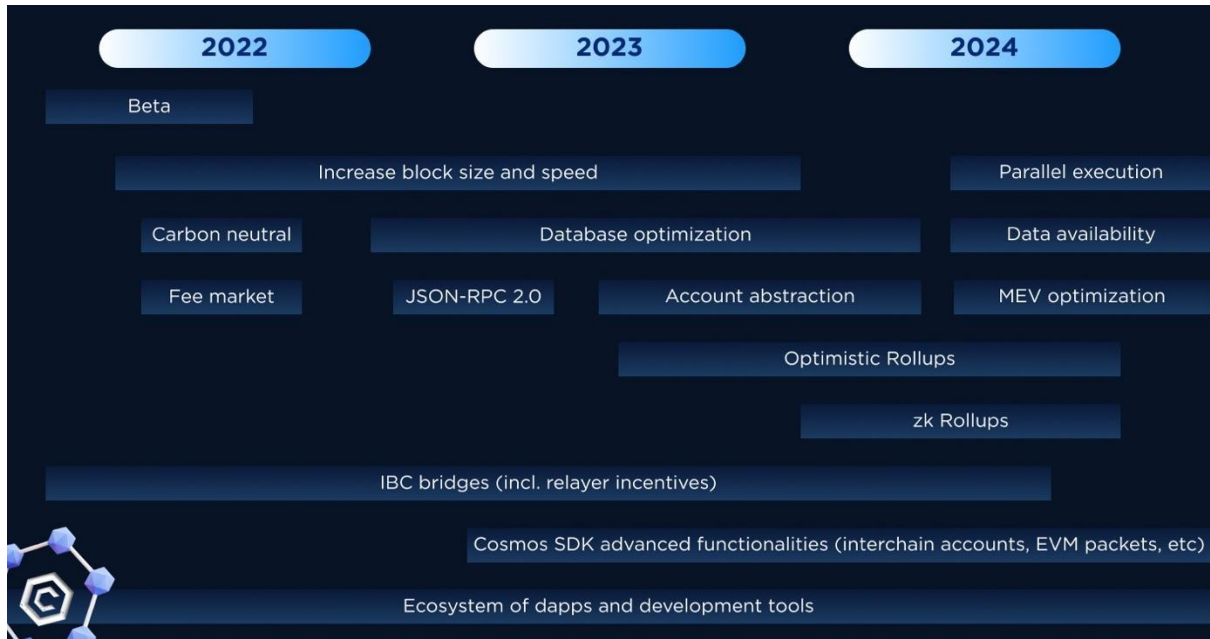 2022 2023 2024
Beta
Increase block size and speed Parallel execution
Carbon neutral Database optimization Data availability
Fee market JSON-RPC 2.0 Account abstraction MEV optimization
Optimistic Rollups
zk Rollups
IBC bridges (incl. relayer incentives)
Cosmos SDK advanced functionalities (interchain accounts, EVM packets, etc)
Ecosystem of dapps and development tools